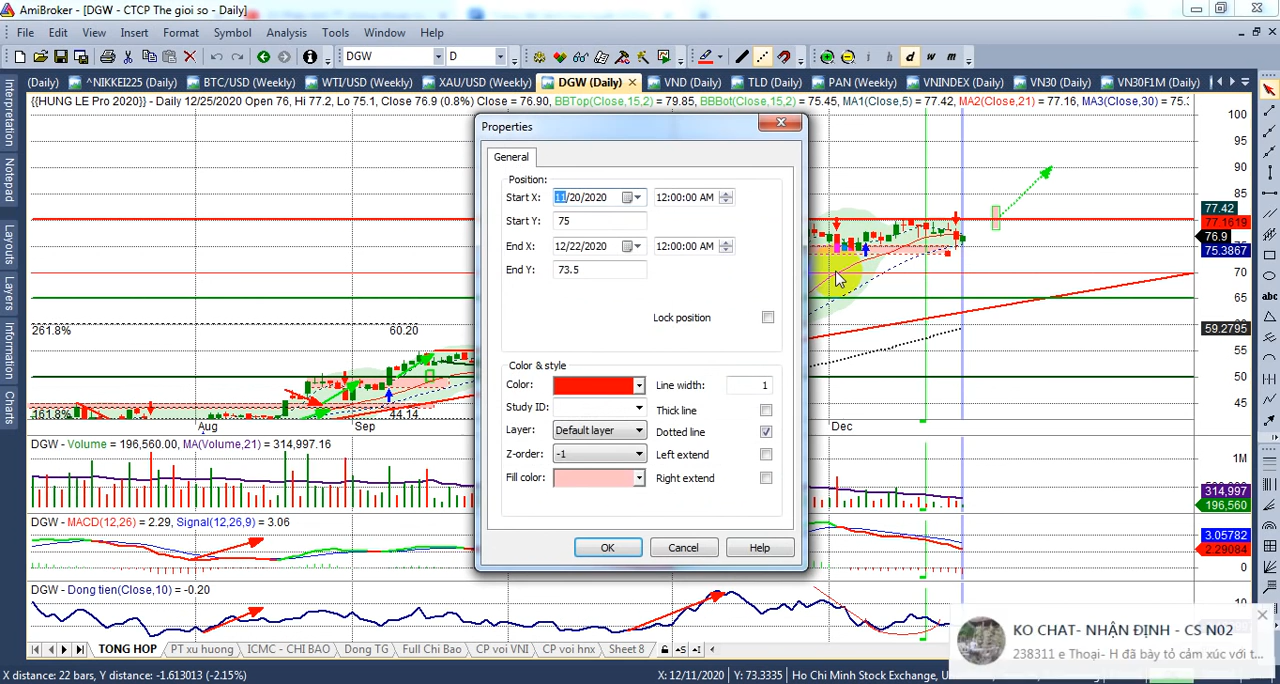 AmiBroker - [DGW - CTCP The gioi so - Daily]
File Edit View Insert Format Symbol Analysis Tools Window Help
DGW D i h d w m
(Daily) ^NIKKEI225 (Daily) BTC/USD (Weekly) WTI/USD (Weekly) XAU/USD (Weekly) DGW (Daily) VND (Daily) TLD (Daily) PAN (Weekly) VNINDEX (Daily) VN30 (Daily) VN30F1M (Daily)
{{HUNG LE Pro 2020}} - Daily 12/25/2020 Open 76, Hi 77.2, Lo 75.1, Close 76.9 (0.8%) Close = 76.90, BBTop(Close,15,2) = 79.85, BBBot(Close,15,2) = 75.45, MA1(Close,5) = 77.42, MA2(Close,21) = 77.16, MA3(Close,30) = 75.3
Interpretation
Notepad
Layouts
Layers
Information
Charts
Properties
General
Position:
Start X: 11/20/2020 12:00:00 AM
Start Y: 75
End X: 12/22/2020 12:00:00 AM
End Y: 73.5
Lock position
Color & style
Color: Line width: 1
Study ID: Thick line
Layer: Default layer Dotted line
Z-order: -1 Left extend
Fill color: Right extend
OK Cancel Help
100
95
90
85
77.42
77.1619
76.9
75.3867
70
65
59.2795
55
50
45
abc
261.8% 60.20
161.8% 44.14
Aug Sep Dec
DGW - Volume = 196,560.00, MA(Volume,21) = 314,997.16
1M
314,997
196,560
DGW - MACD(12,26) = 2.29, Signal(12,26,9) = 3.06
3.05782
2.29084
0
DGW - Dong tien(Close,10) = -0.20
10
TONG HOP PT xu huong ICMC - CHI BAO Dong TG Full Chi Bao CP voi VNI CP voi hnx Sheet 8
KO CHAT- NHẬN ĐỊNH - CS N02
238311 e Thoại- H đã bày tỏ cảm xúc với t...
X distance: 22 bars, Y distance: -1.613013 (-2.15%) X: 12/11/2020 Y: 73.3335 Ho Chi Minh Stock Exchange,